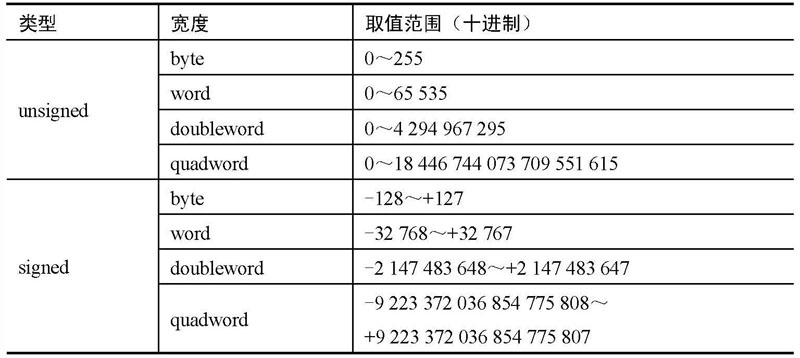 类型 宽度 取值范围（十进制）
unsigned
byte 0～255
word 0～65 535
doubleword 0～4 294 967 295
quadword 0～18 446 744 073 709 551 615
signed
byte -128～+127
word -32 768～+32 767
doubleword -2 147 483 648～+2 147 483 647
quadword -9 223 372 036 854 775 808～
+9 223 372 036 854 775 807